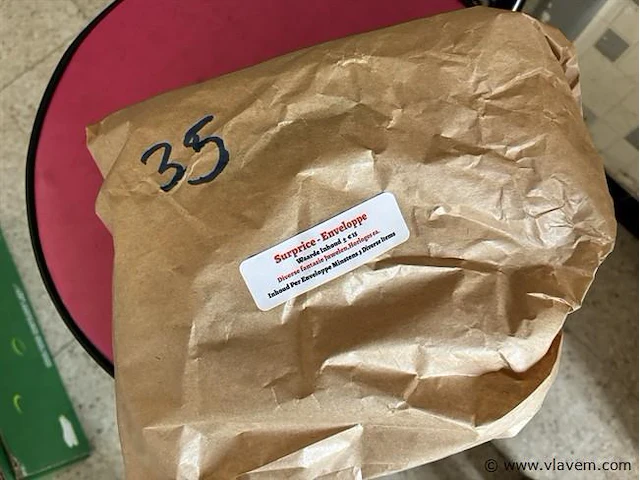 35
Surprice - Enveloppe
Waarde Inhoud ± € 15
Diverse fantasie Juwelen,Horloges ea.
Inhoud Per Enveloppe Minstens 3 Diverse Items
© www.vlavem.com